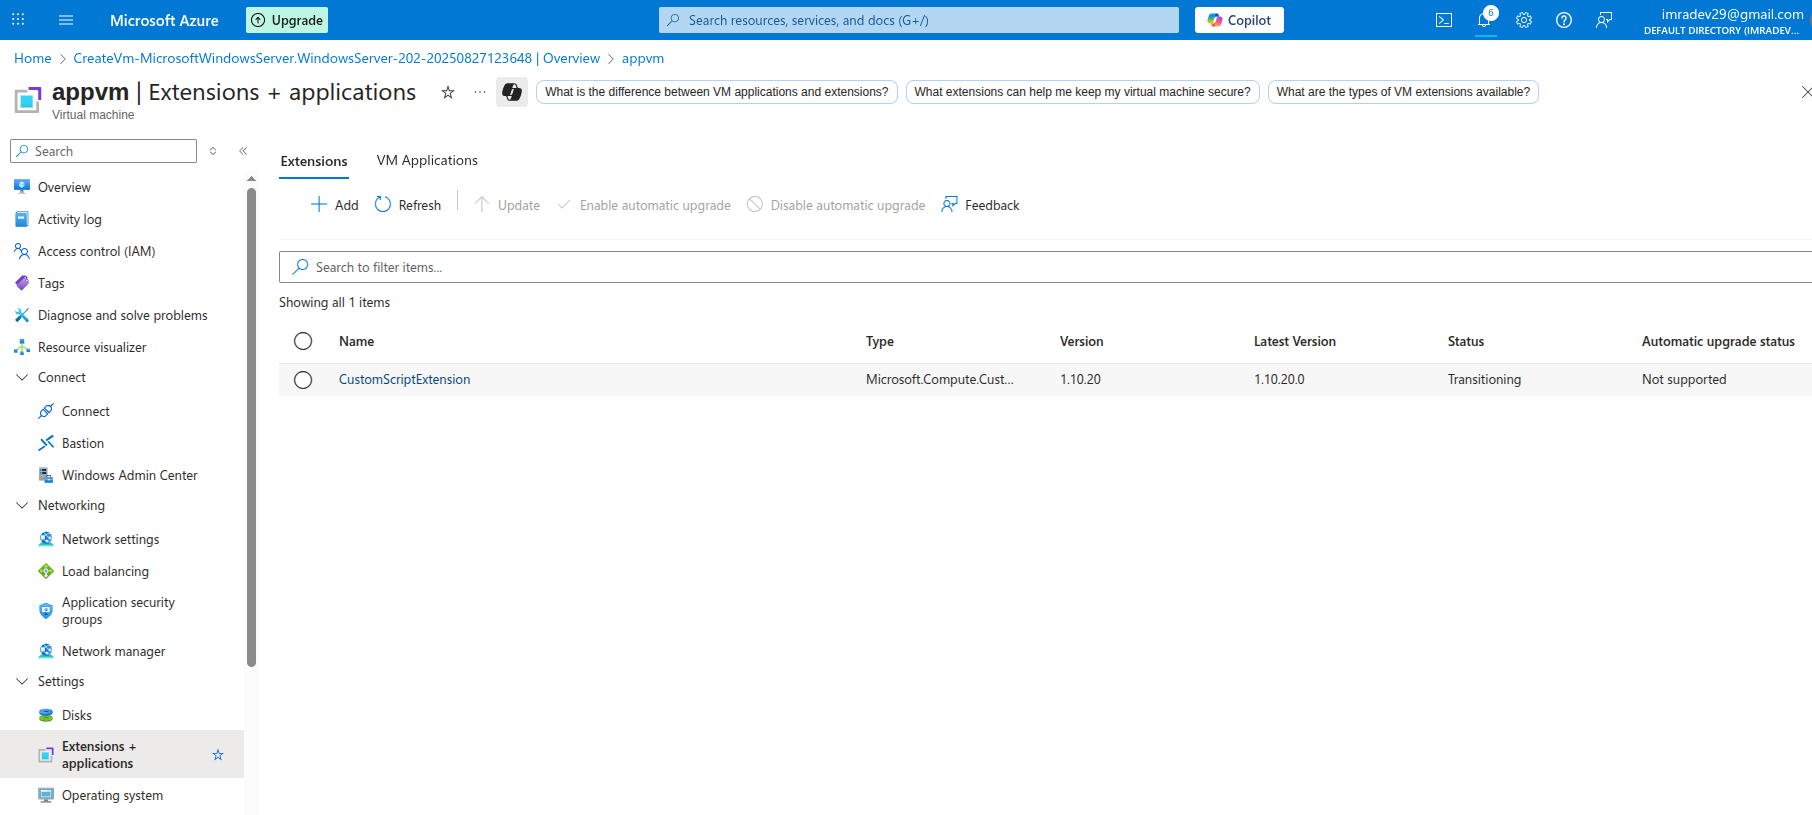 Microsoft Azure
Upgrade
Search resources, services, and docs (G+/)
Copilot
6
imradev29@gmail.com
DEFAULT DIRECTORY (IMRADEV...
Home > CreateVm-MicrosoftWindowsServer.WindowsServer-202-20250827123648 | Overview > appvm
appvm | Extensions + applications
Virtual machine
What is the difference between VM applications and extensions?
What extensions can help me keep my virtual machine secure?
What are the types of VM extensions available?
Search
Overview
Activity log
Access control (IAM)
Tags
Diagnose and solve problems
Resource visualizer
Connect
Connect
Bastion
Windows Admin Center
Networking
Network settings
Load balancing
Application security
groups
Network manager
Settings
Disks
Extensions +
applications
Operating system
Extensions
VM Applications
Add
Refresh
Update
Enable automatic upgrade
Disable automatic upgrade
Feedback
Search to filter items...
Showing all 1 items
Name Type Version Latest Version Status Automatic upgrade status
CustomScriptExtension Microsoft.Compute.Cust... 1.10.20 1.10.20.0 Transitioning Not supported